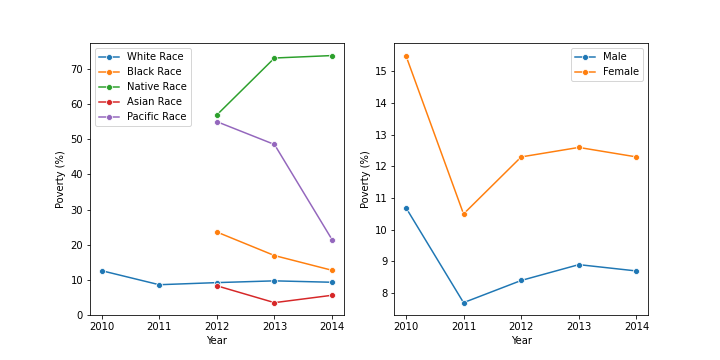 White Race
Black Race
Native Race
Asian Race
Pacific Race
70
60
50
40
30
20
10
0
Poverty (%)
2010 2011 2012 2013 2014
Year
Male
Female
15
14
13
12
11
10
9
8
Poverty (%)
2010 2011 2012 2013 2014
Year